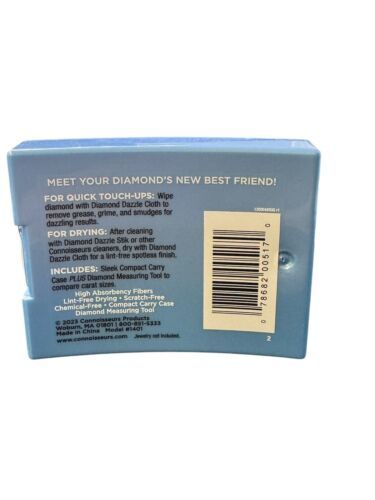 MEET YOUR DIAMOND'S NEW BEST FRIEND!
FOR QUICK TOUCH-UPS: Wipe
diamond with Diamond Dazzle Cloth to
remove grease, grime, and smudges for
dazzling results.
FOR DRYING: After cleaning
with Diamond Dazzle Stik or other
Connoisseurs cleaners, dry with Diamond
Dazzle Cloth for a lint-free spotless finish.
INCLUDES: Sleek Compact Carry
Case PLUS Diamond Measuring Tool to
compare carat sizes.
High Absorbency Fibers
Lint-Free Drying • Scratch-Free
Chemical-Free • Compact Carry Case
Diamond Measuring Tool
© 2023 Connoisseurs Products
Woburn, MA 01801 | 800-851-5333
Made in China Model #1401
www.connoisseurs.com Jewelry not included.
0 78682 00517 0
2